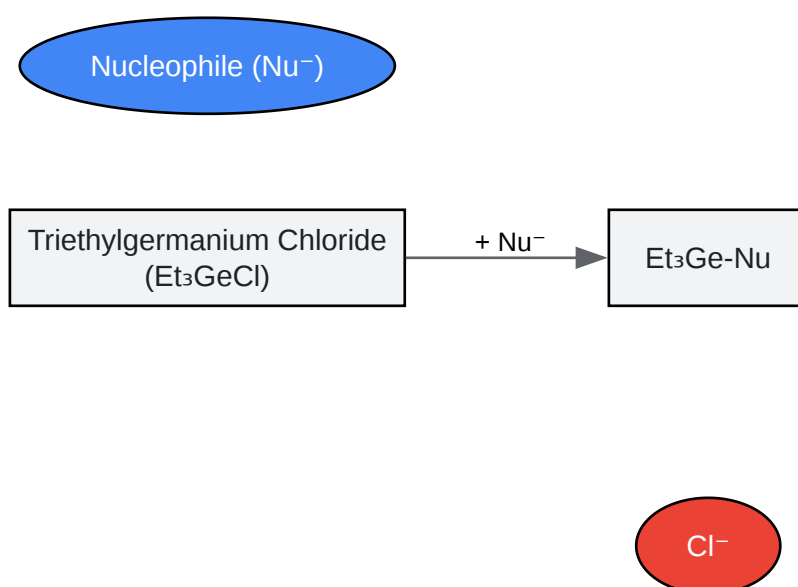 Nucleophile (Nu⁻)
Triethylgermanium Chloride
(Et₃GeCl)
+ Nu⁻
Et₃Ge-Nu
Cl⁻